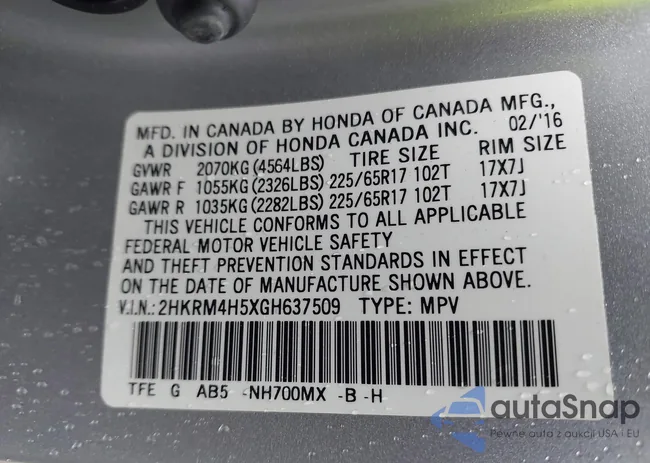 MFD. IN CANADA BY HONDA OF CANADA MFG.,
A DIVISION OF HONDA CANADA INC. 02/'16
GVWR 2070KG (4564LBS) TIRE SIZE RIM SIZE
GAWR F 1055KG (2326LBS) 225/65R17 102T 17X7J
GAWR R 1035KG (2282LBS) 225/65R17 102T 17X7J
THIS VEHICLE CONFORMS TO ALL APPLICABLE
FEDERAL MOTOR VEHICLE SAFETY
AND THEFT PREVENTION STANDARDS IN EFFECT
ON THE DATE OF MANUFACTURE SHOWN ABOVE.
V.I.N.: 2HKRM4H5XGH637509 TYPE: MPV
TFE G AB5 -NH700MX -B -H
autaSnap
Pewne auta z aukcji USA i EU